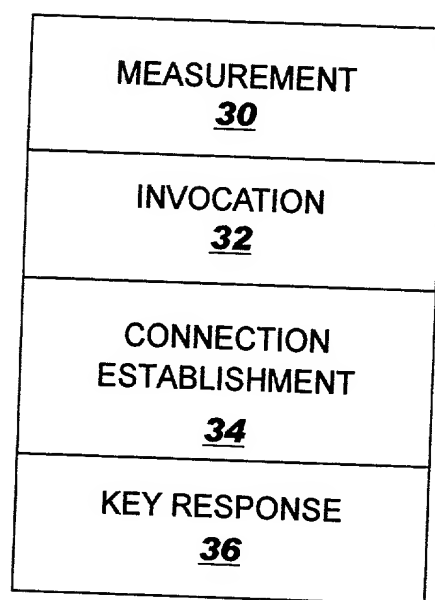 MEASUREMENT
30
INVOCATION
32
CONNECTION
ESTABLISHMENT
34
KEY RESPONSE
36